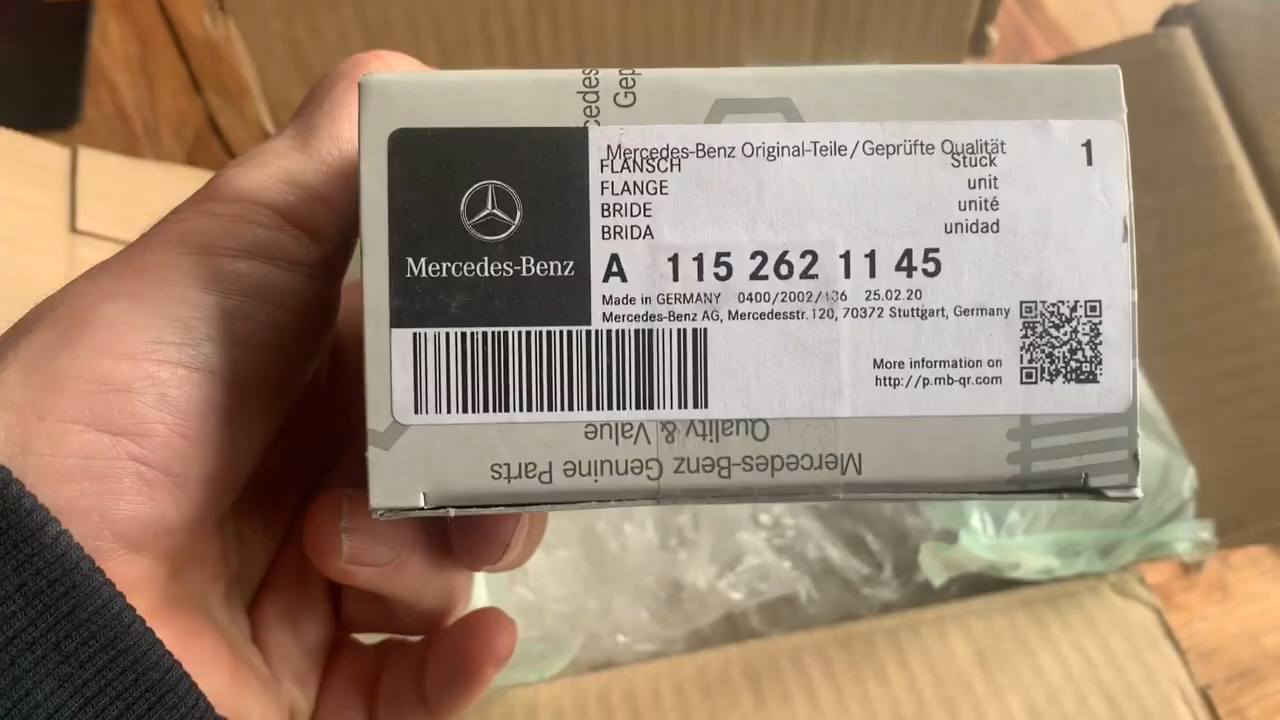 cedes
Gep
Mercedes-Benz Original-Teile/Geprüfte Qualität
FLANSCH Stück 1
FLANGE unit
BRIDE unité
BRIDA unidad
Mercedes-Benz
A 115 262 11 45
Made in GERMANY 0400/2002/136 25.02.20
Mercedes-Benz AG, Mercedesstr. 120, 70372 Stuttgart, Germany
More information on
http://p.mb-qr.com
Quality & Value
Mercedes-Benz Genuine Parts